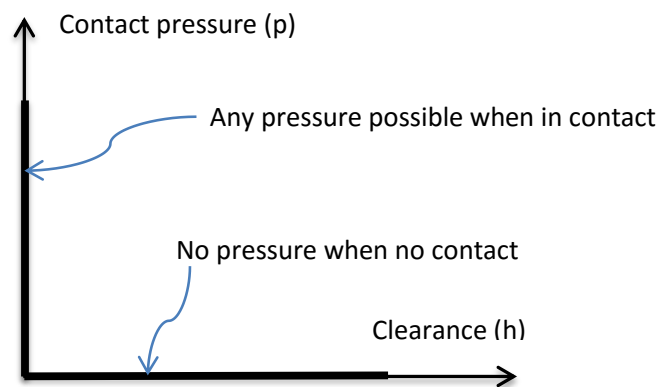 Contact pressure (p)
Any pressure possible when in contact
No pressure when no contact
Clearance (h)